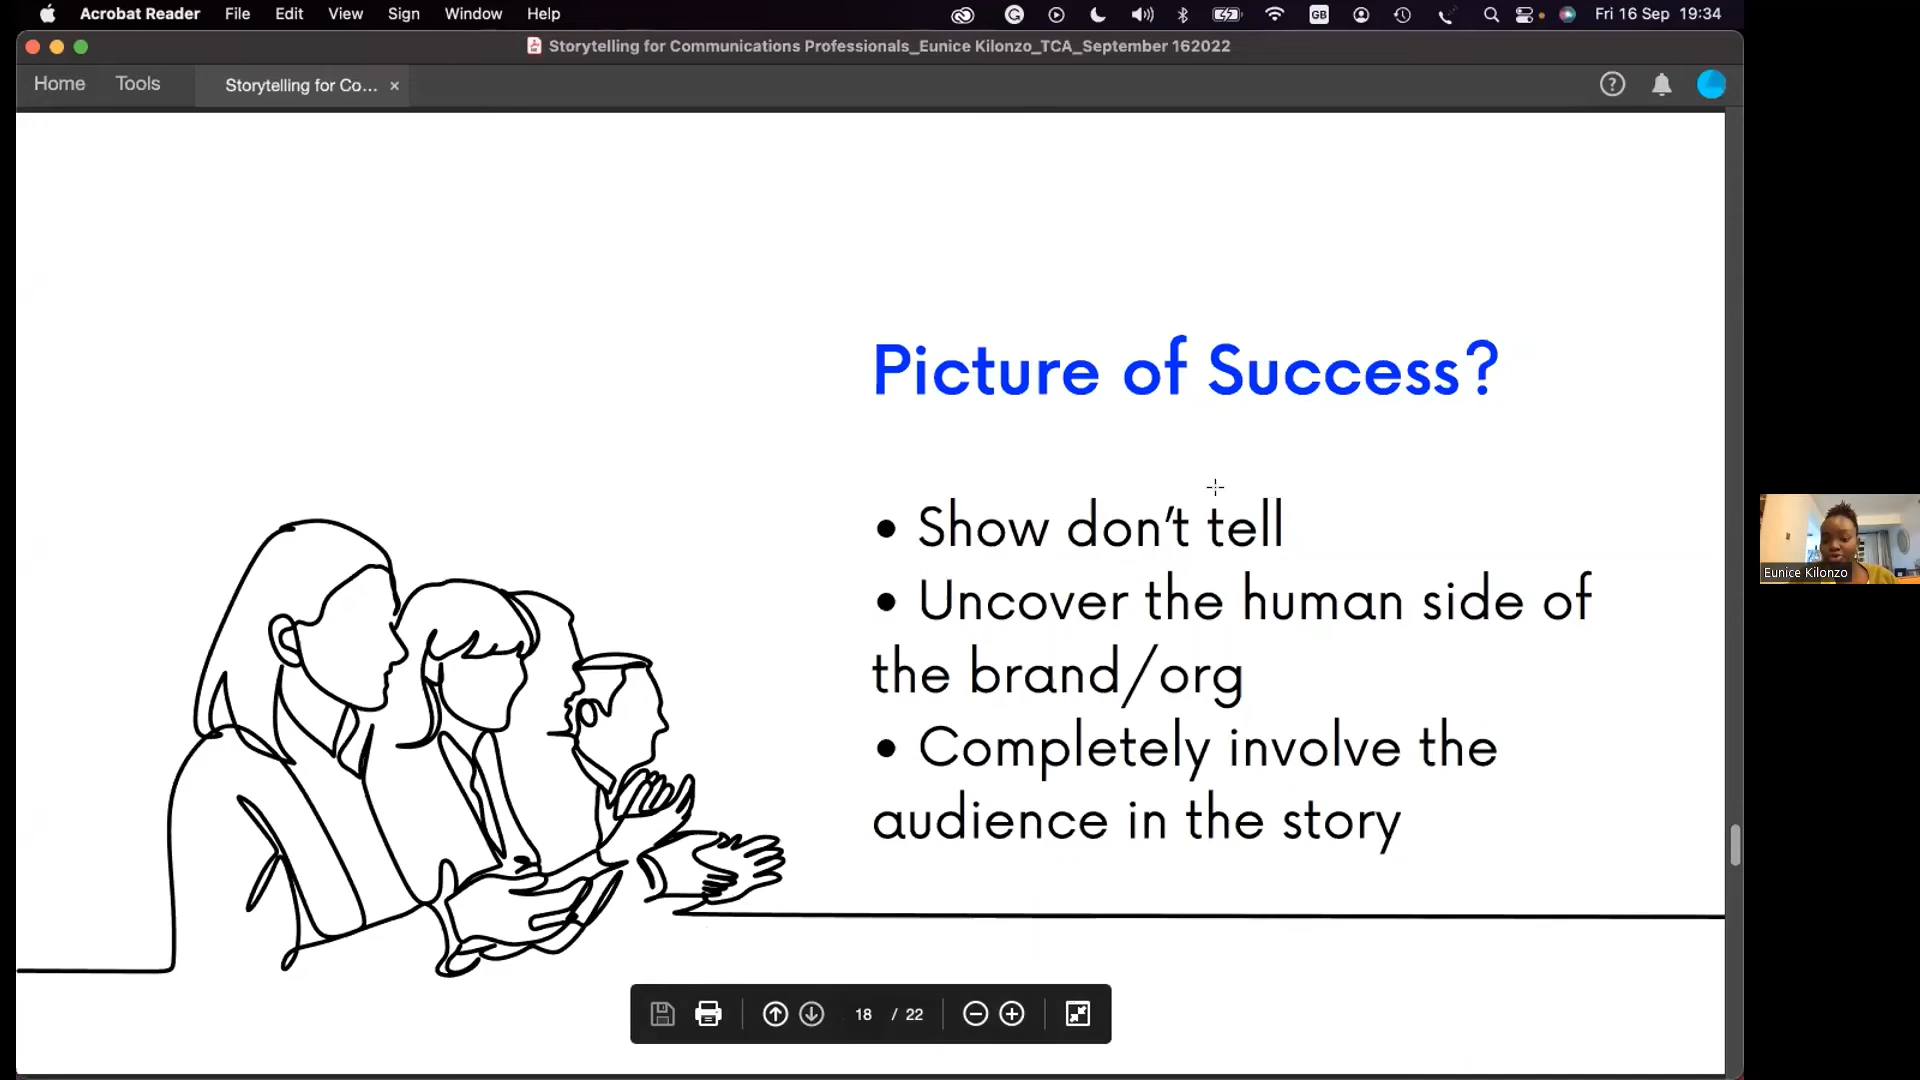 Acrobat Reader File Edit View Sign Window Help GB Fri 16 Sep 19:34
Storytelling for Communications Professionals_Eunice Kilonzo_TCA_September 162022
Home Tools Storytelling for Co... ×
Picture of Success?
• Show don’t tell
• Uncover the human side of
the brand/org
• Completely involve the
audience in the story
Eunice Kilonzo
18 / 22